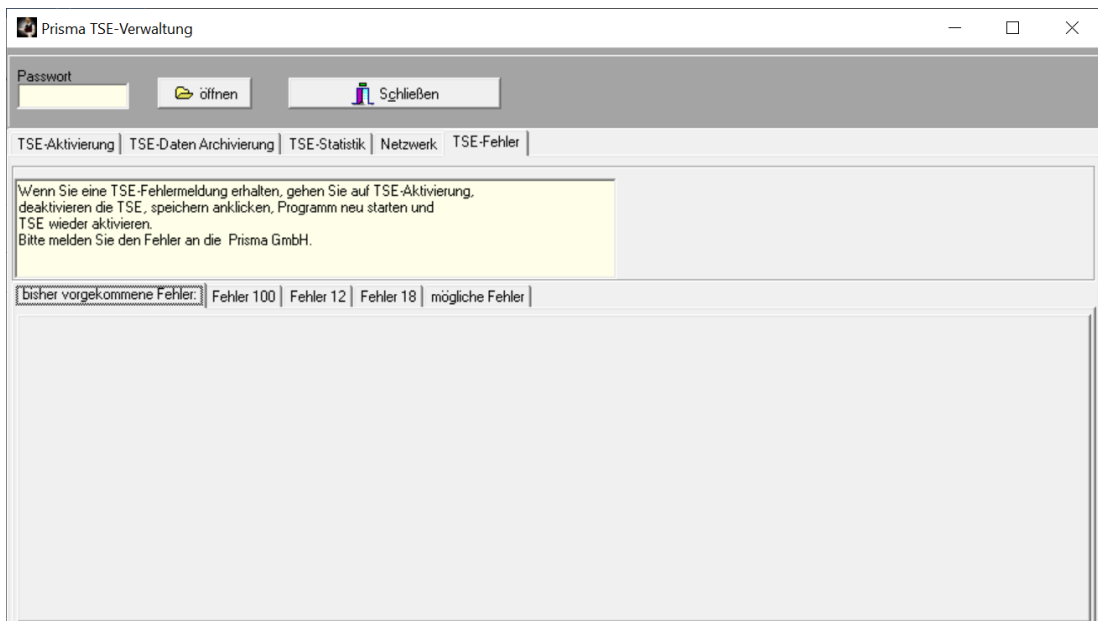 Prisma TSE-Verwaltung
Passwort
öffnen
Schließen
TSE-Aktivierung TSE-Daten Archivierung TSE-Statistik Netzwerk TSE-Fehler
Wenn Sie eine TSE-Fehlermeldung erhalten, gehen Sie auf TSE-Aktivierung,
deaktivieren die TSE, speichern anklicken, Programm neu starten und
TSE wieder aktivieren.
Bitte melden Sie den Fehler an die Prisma GmbH.
bisher vorgekommene Fehler: Fehler 100 Fehler 12 Fehler 18 mögliche Fehler